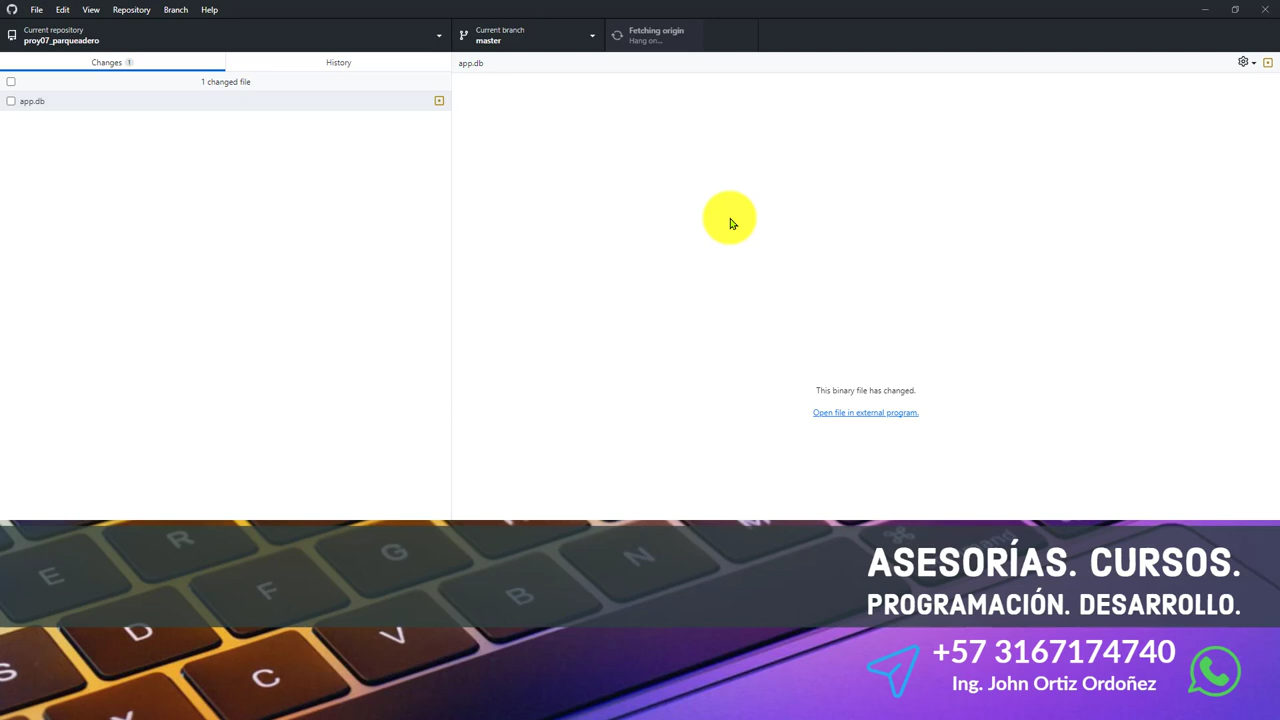 File Edit View Repository Branch Help
Current repository
proy07_parqueadero
Current branch
master
Fetching origin
Hang on...
Changes 1
History
1 changed file
app.db
app.db
This binary file has changed.
Open file in external program.
E R F G D C V B N M
S
command
ASESORÍAS. CURSOS.
PROGRAMACIÓN. DESARROLLO.
+57 3167174740
Ing. John Ortiz Ordoñez